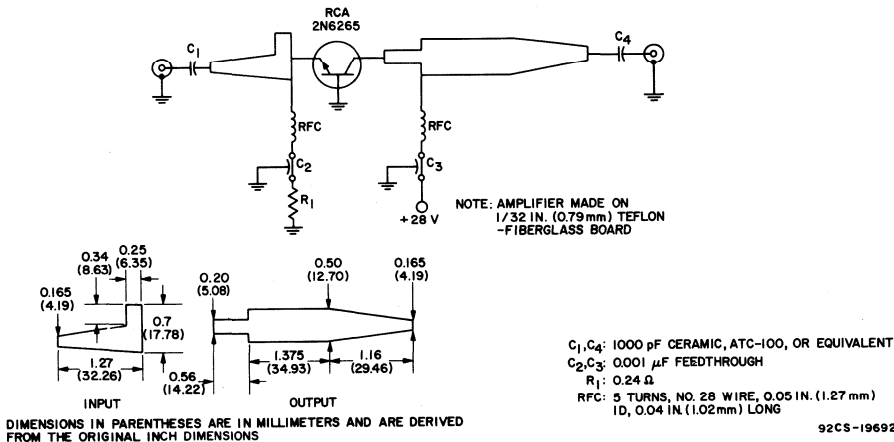 RCA
2N6265
C1
C4
RFC
RFC
C2
C3
R1
+28 V
NOTE: AMPLIFIER MADE ON
1/32 IN. (0.79 mm) TEFLON
-FIBERGLASS BOARD
0.25
(6.35)
0.34
(8.63)
0.165
(4.19)
0.7
(17.78)
1.27
(32.26)
INPUT
0.20
(5.08)
0.50
(12.70)
0.165
(4.19)
1.375
(34.93)
1.16
(29.46)
0.56
(14.22)
OUTPUT
C1,C4: 1000 pF CERAMIC, ATC-100, OR EQUIVALENT
C2,C3: 0.001 μF FEEDTHROUGH
R1: 0.24 Ω
RFC: 5 TURNS, NO. 28 WIRE, 0.05 IN. (1.27 mm)
ID, 0.04 IN. (1.02 mm) LONG
DIMENSIONS IN PARENTHESES ARE IN MILLIMETERS AND ARE DERIVED
FROM THE ORIGINAL INCH DIMENSIONS
92CS-19692